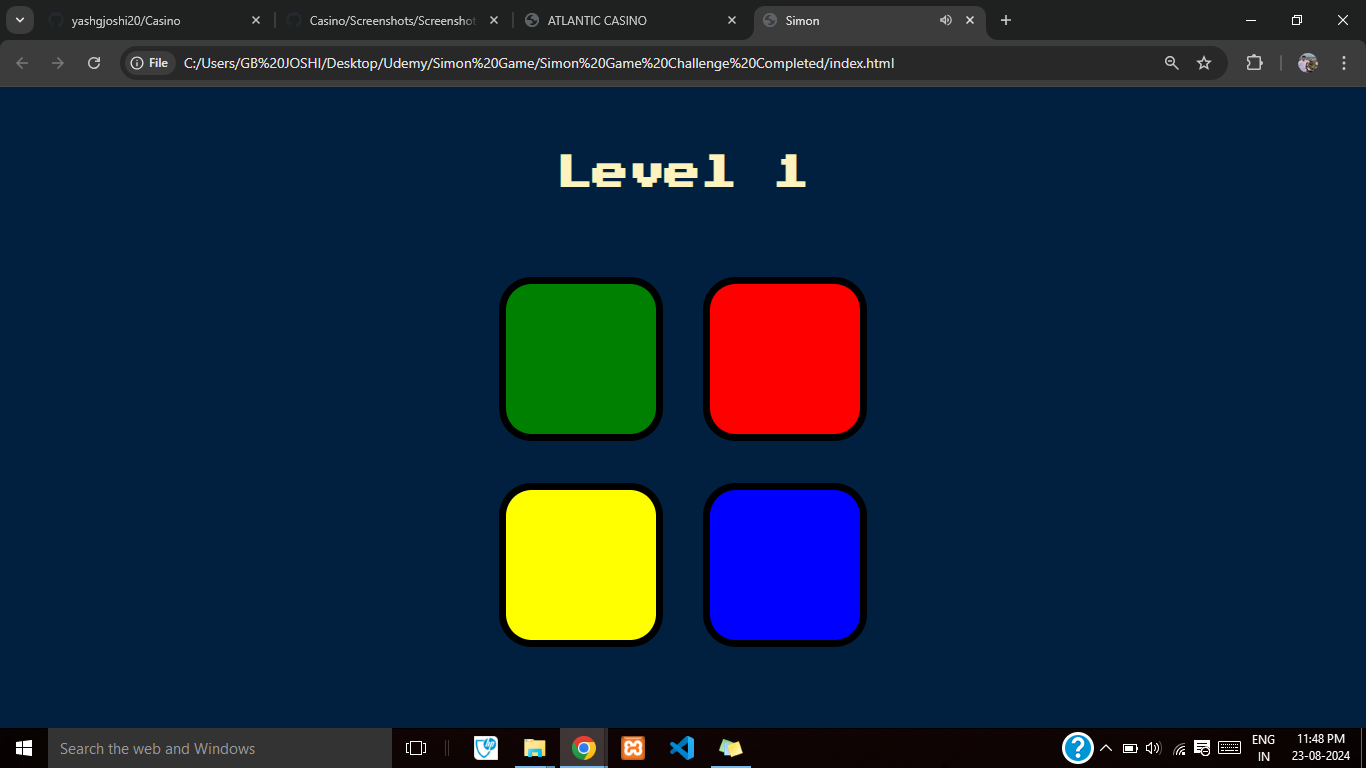 yashgjoshi20/Casino
Casino/Screenshots/Screenshot
ATLANTIC CASINO
Simon
File
C:/Users/GB%20JOSHI/Desktop/Udemy/Simon%20Game/Simon%20Game%20Challenge%20Completed/index.html
Level 1
Search the web and Windows
ENG
IN
11:48 PM
23-08-2024